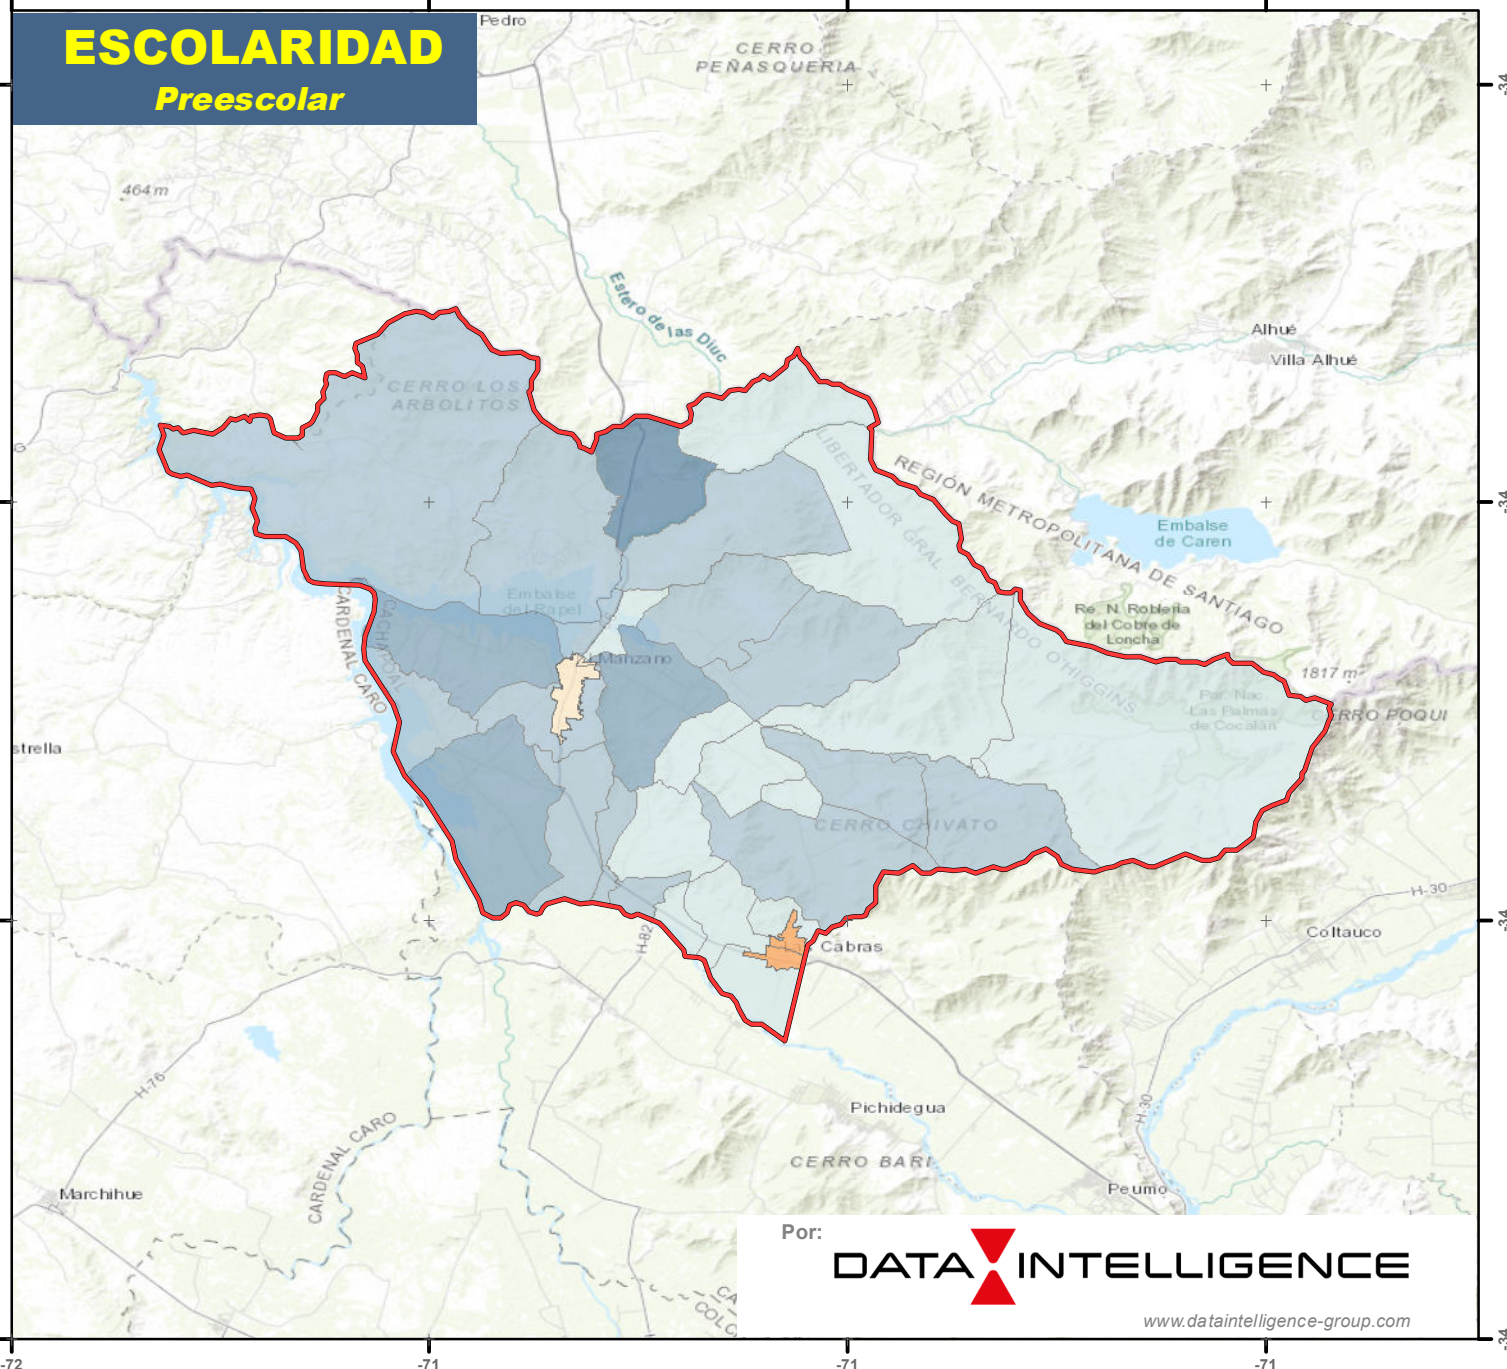 ESCOLARIDAD
Preescolar
Pedro
CERRO
PEÑASQUERIA
464 m
Estero de las Diuc
Alhué
Villa Alhué
CERRO LOS
ARBOLITOS
LIBERTADOR GRAL. BERNARDO O'HIGGINS
REGIÓN METROPOLITANA DE SANTIAGO
Embalse
de Caren
Embalse
del Rapel
Re. N. Robleria
del Cobre de
Loncha
CACHAPOAL
CARDENAL CARO
Manzano
1817 m
Par. Nac.
Las Palmas
de Cocalán
CERRO POQUI
strella
CERRO CHIVATO
H-30
H-82
Cabras
Coltauco
H-76
Pichidegua
H-30
CARDENAL CARO
CERRO BARI
Marchihue
Peumo
CA
COLC
Por:
DATA INTELLIGENCE
www.dataintelligence-group.com
-72
-71
-71
-71
-34
-34
-34
-34